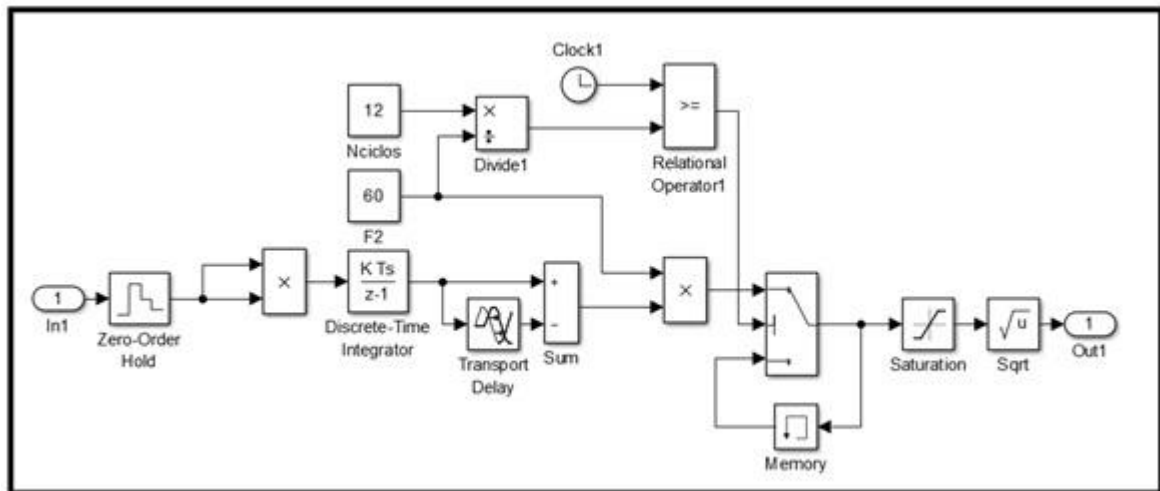 Clock1
12
×
÷
>=
Nciclos
Divide1
Relational
Operator1
60
F2
1
In1
Zero-Order
Hold
×
K Ts
z-1
Discrete-Time
Integrator
Transport
Delay
+
−
Sum
×
Memory
Saturation
√u
Sqrt
1
Out1